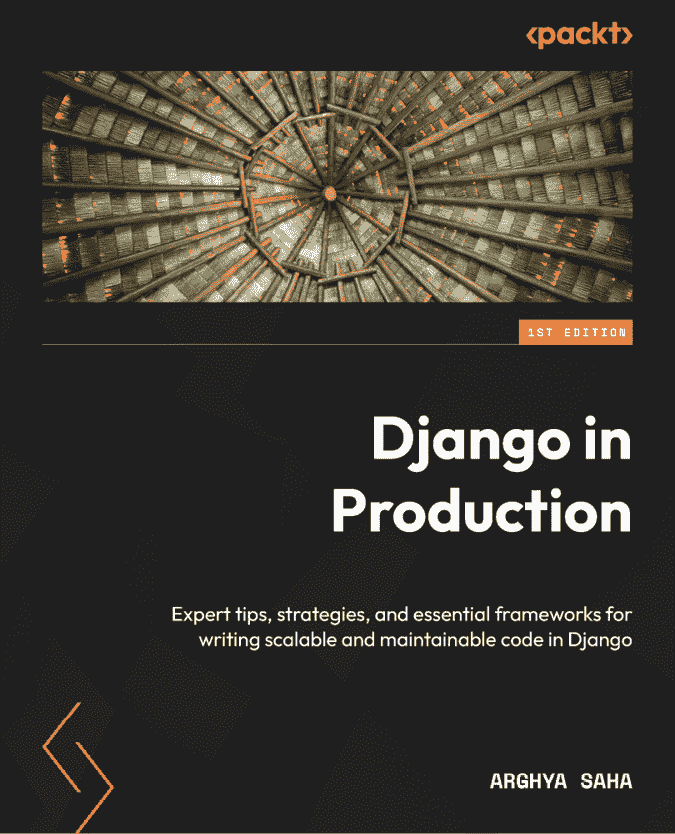 <packt>
1ST EDITION
Django in
Production
Expert tips, strategies, and essential frameworks for
writing scalable and maintainable code in Django
ARGHYA SAHA